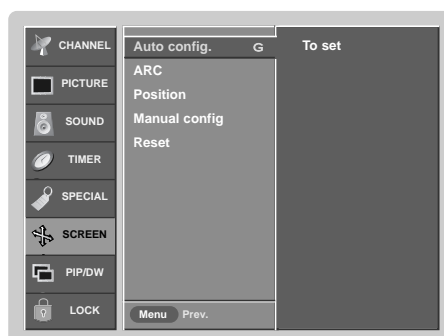 CHANNEL
PICTURE
SOUND
TIMER
SPECIAL
SCREEN
PIP/DW
LOCK
Auto config. G
ARC
Position
Manual config
Reset
Menu Prev.
To set